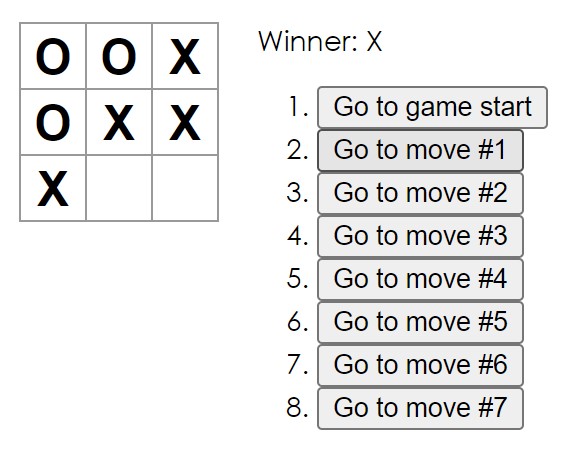 O O X
O X X
X
Winner: X
1. Go to game start
2. Go to move #1
3. Go to move #2
4. Go to move #3
5. Go to move #4
6. Go to move #5
7. Go to move #6
8. Go to move #7